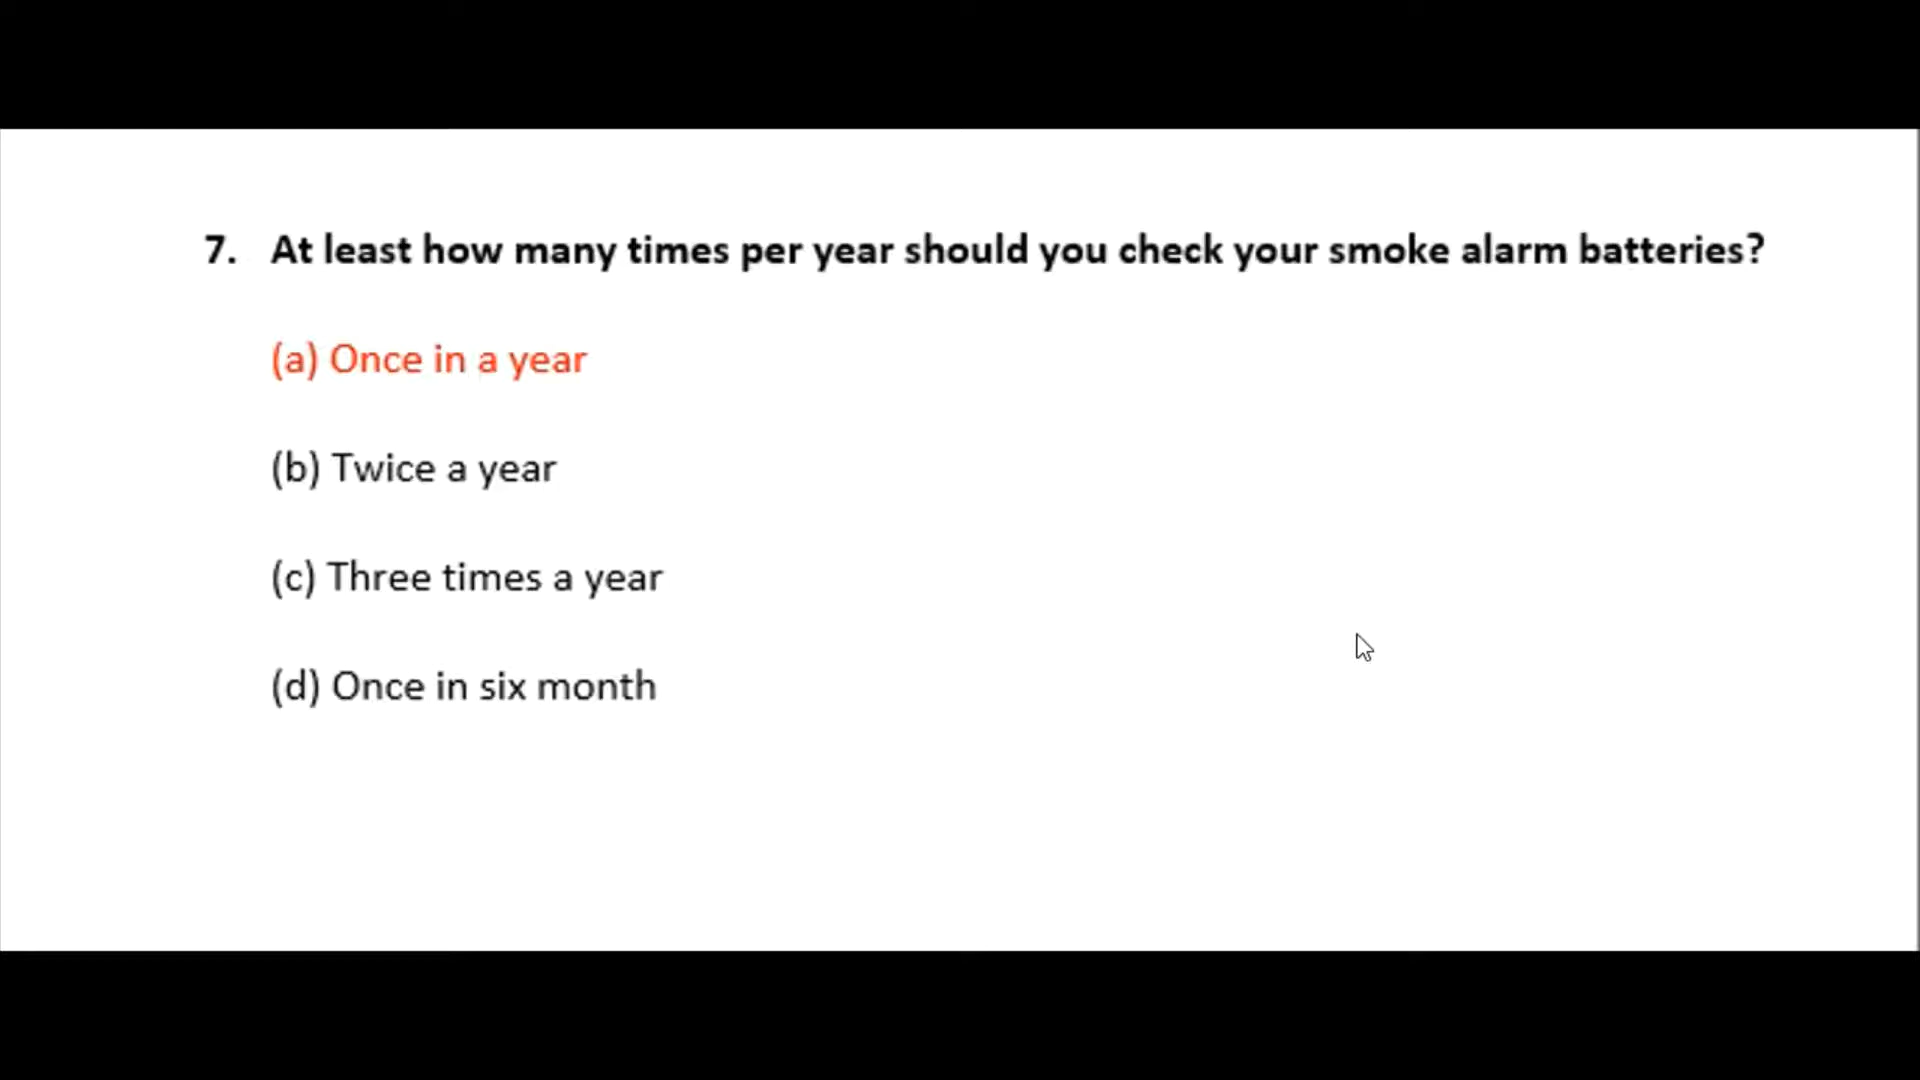 7. At least how many times per year should you check your smoke alarm batteries?
(a) Once in a year
(b) Twice a year
(c) Three times a year
(d) Once in six month